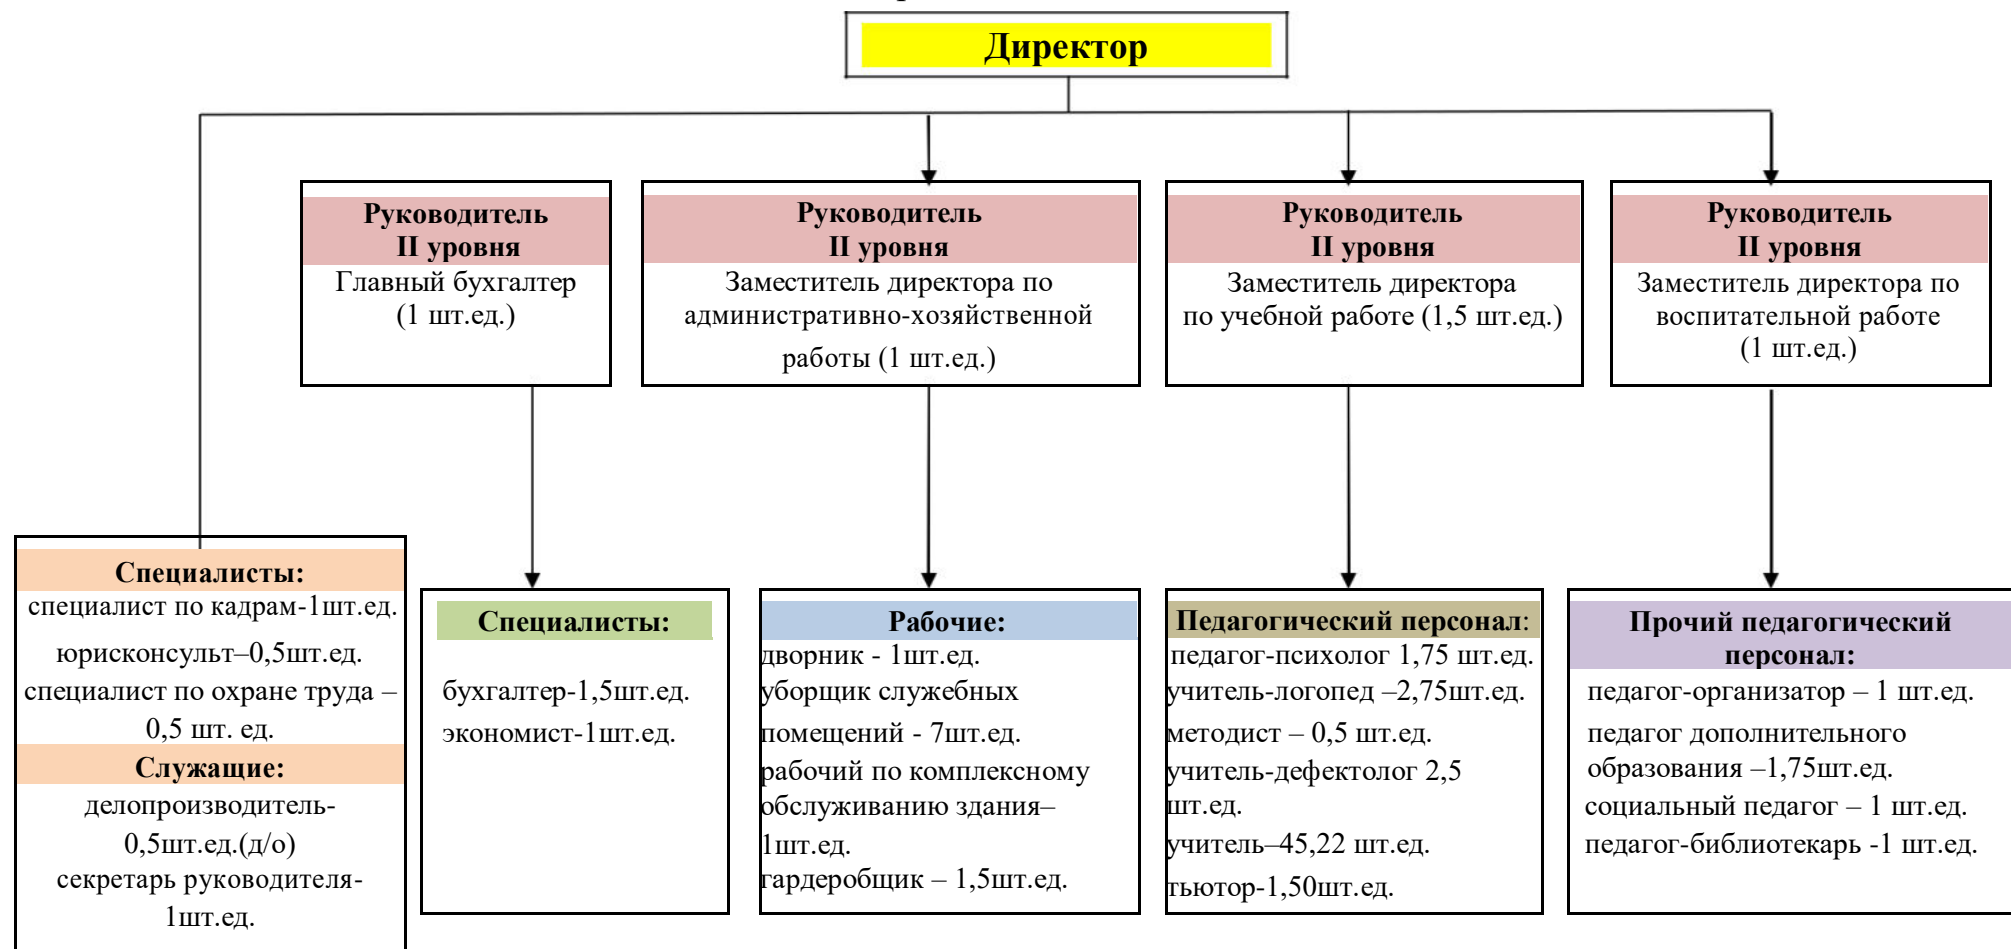 Директор
Руководитель
II уровня
Главный бухгалтер
(1 шт.ед.)
Руководитель
II уровня
Заместитель директора по
административно-хозяйственной
работы (1 шт.ед.)
Руководитель
II уровня
Заместитель директора
по учебной работе (1,5 шт.ед.)
Руководитель
II уровня
Заместитель директора по
воспитательной работе
(1 шт.ед.)
Специалисты:
специалист по кадрам-1шт.ед.
юрисконсульт–0,5шт.ед.
специалист по охране труда –
0,5 шт. ед.
Служащие:
делопроизводитель-
0,5шт.ед.(д/о)
секретарь руководителя-
1шт.ед.
Специалисты:
бухгалтер-1,5шт.ед.
экономист-1шт.ед.
Рабочие:
дворник - 1шт.ед.
уборщик служебных
помещений - 7шт.ед.
рабочий по комплексному
обслуживанию здания–
1шт.ед.
гардеробщик – 1,5шт.ед.
Педагогический персонал:
педагог-психолог 1,75 шт.ед.
учитель-логопед –2,75шт.ед.
методист – 0,5 шт.ед.
учитель-дефектолог 2,5
шт.ед.
учитель–45,22 шт.ед.
тьютор-1,50шт.ед.
Прочий педагогический
персонал:
педагог-организатор – 1 шт.ед.
педагог дополнительного
образования –1,75шт.ед.
социальный педагог – 1 шт.ед.
педагог-библиотекарь -1 шт.ед.